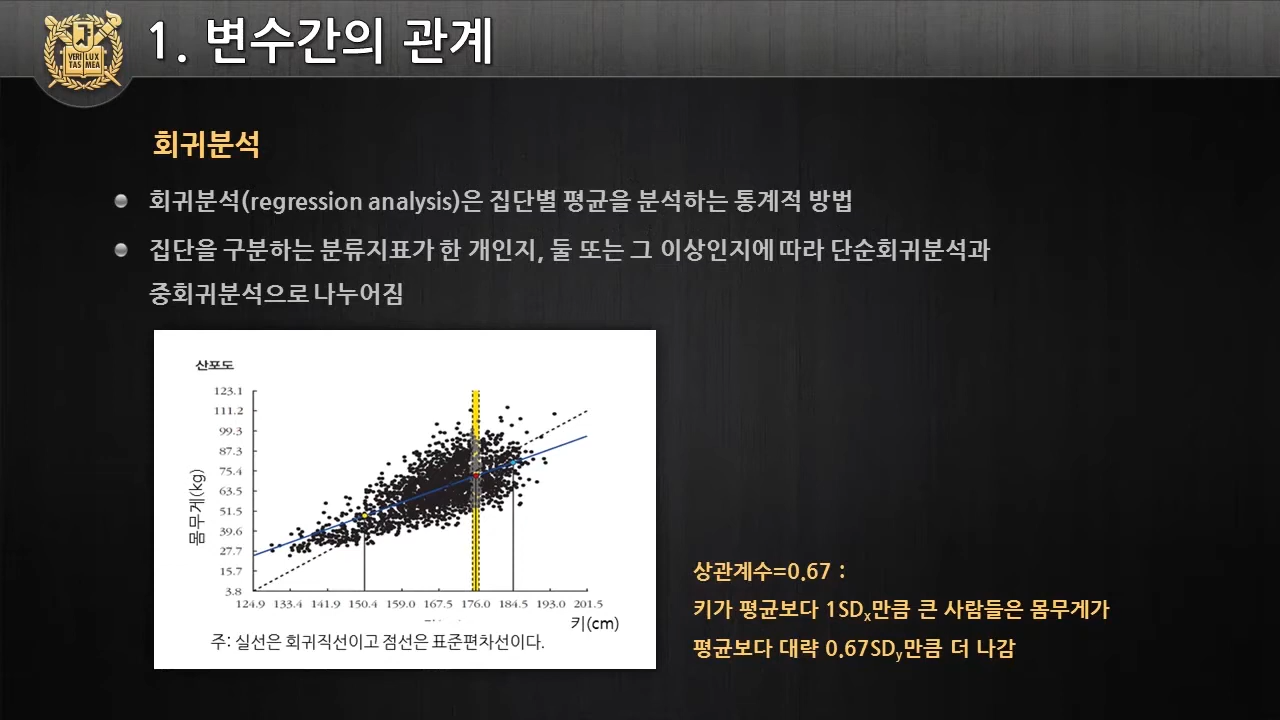 1. 변수간의 관계
VERI LUX
TAS MEA
회귀분석
회귀분석(regression analysis)은 집단별 평균을 분석하는 통계적 방법
집단을 구분하는 분류지표가 한 개인지, 둘 또는 그 이상인지에 따라 단순회귀분석과
중회귀분석으로 나누어짐
산포도
123.1
111.2
99.3
87.3
75.4
63.5
51.5
39.6
27.7
15.7
3.8
몸무게(kg)
124.9 133.4 141.9 150.4 159.0 167.5 176.0 184.5 193.0 201.5
키(cm)
주: 실선은 회귀직선이고 점선은 표준편차선이다.
상관계수=0.67 :
키가 평균보다 1SDx만큼 큰 사람들은 몸무게가
평균보다 대략 0.67SDy만큼 더 나감